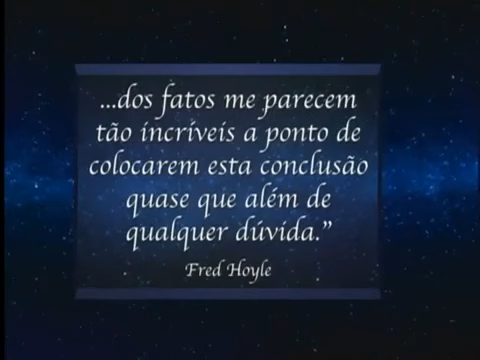 ...dos fatos me parecem
tão incríveis a ponto de
colocarem esta conclusão
quase que além de
qualquer dúvida.”
Fred Hoyle